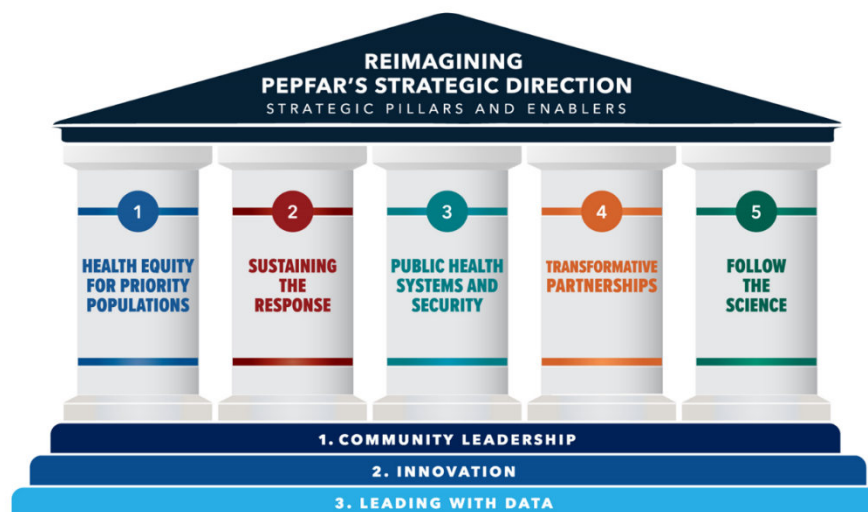 REIMAGINING
PEPFAR'S STRATEGIC DIRECTION
STRATEGIC PILLARS AND ENABLERS
1
HEALTH EQUITY
FOR PRIORITY
POPULATIONS
2
SUSTAINING
THE
RESPONSE
3
PUBLIC HEALTH
SYSTEMS AND
SECURITY
4
TRANSFORMATIVE
PARTNERSHIPS
5
FOLLOW
THE
SCIENCE
1. COMMUNITY LEADERSHIP
2. INNOVATION
3. LEADING WITH DATA